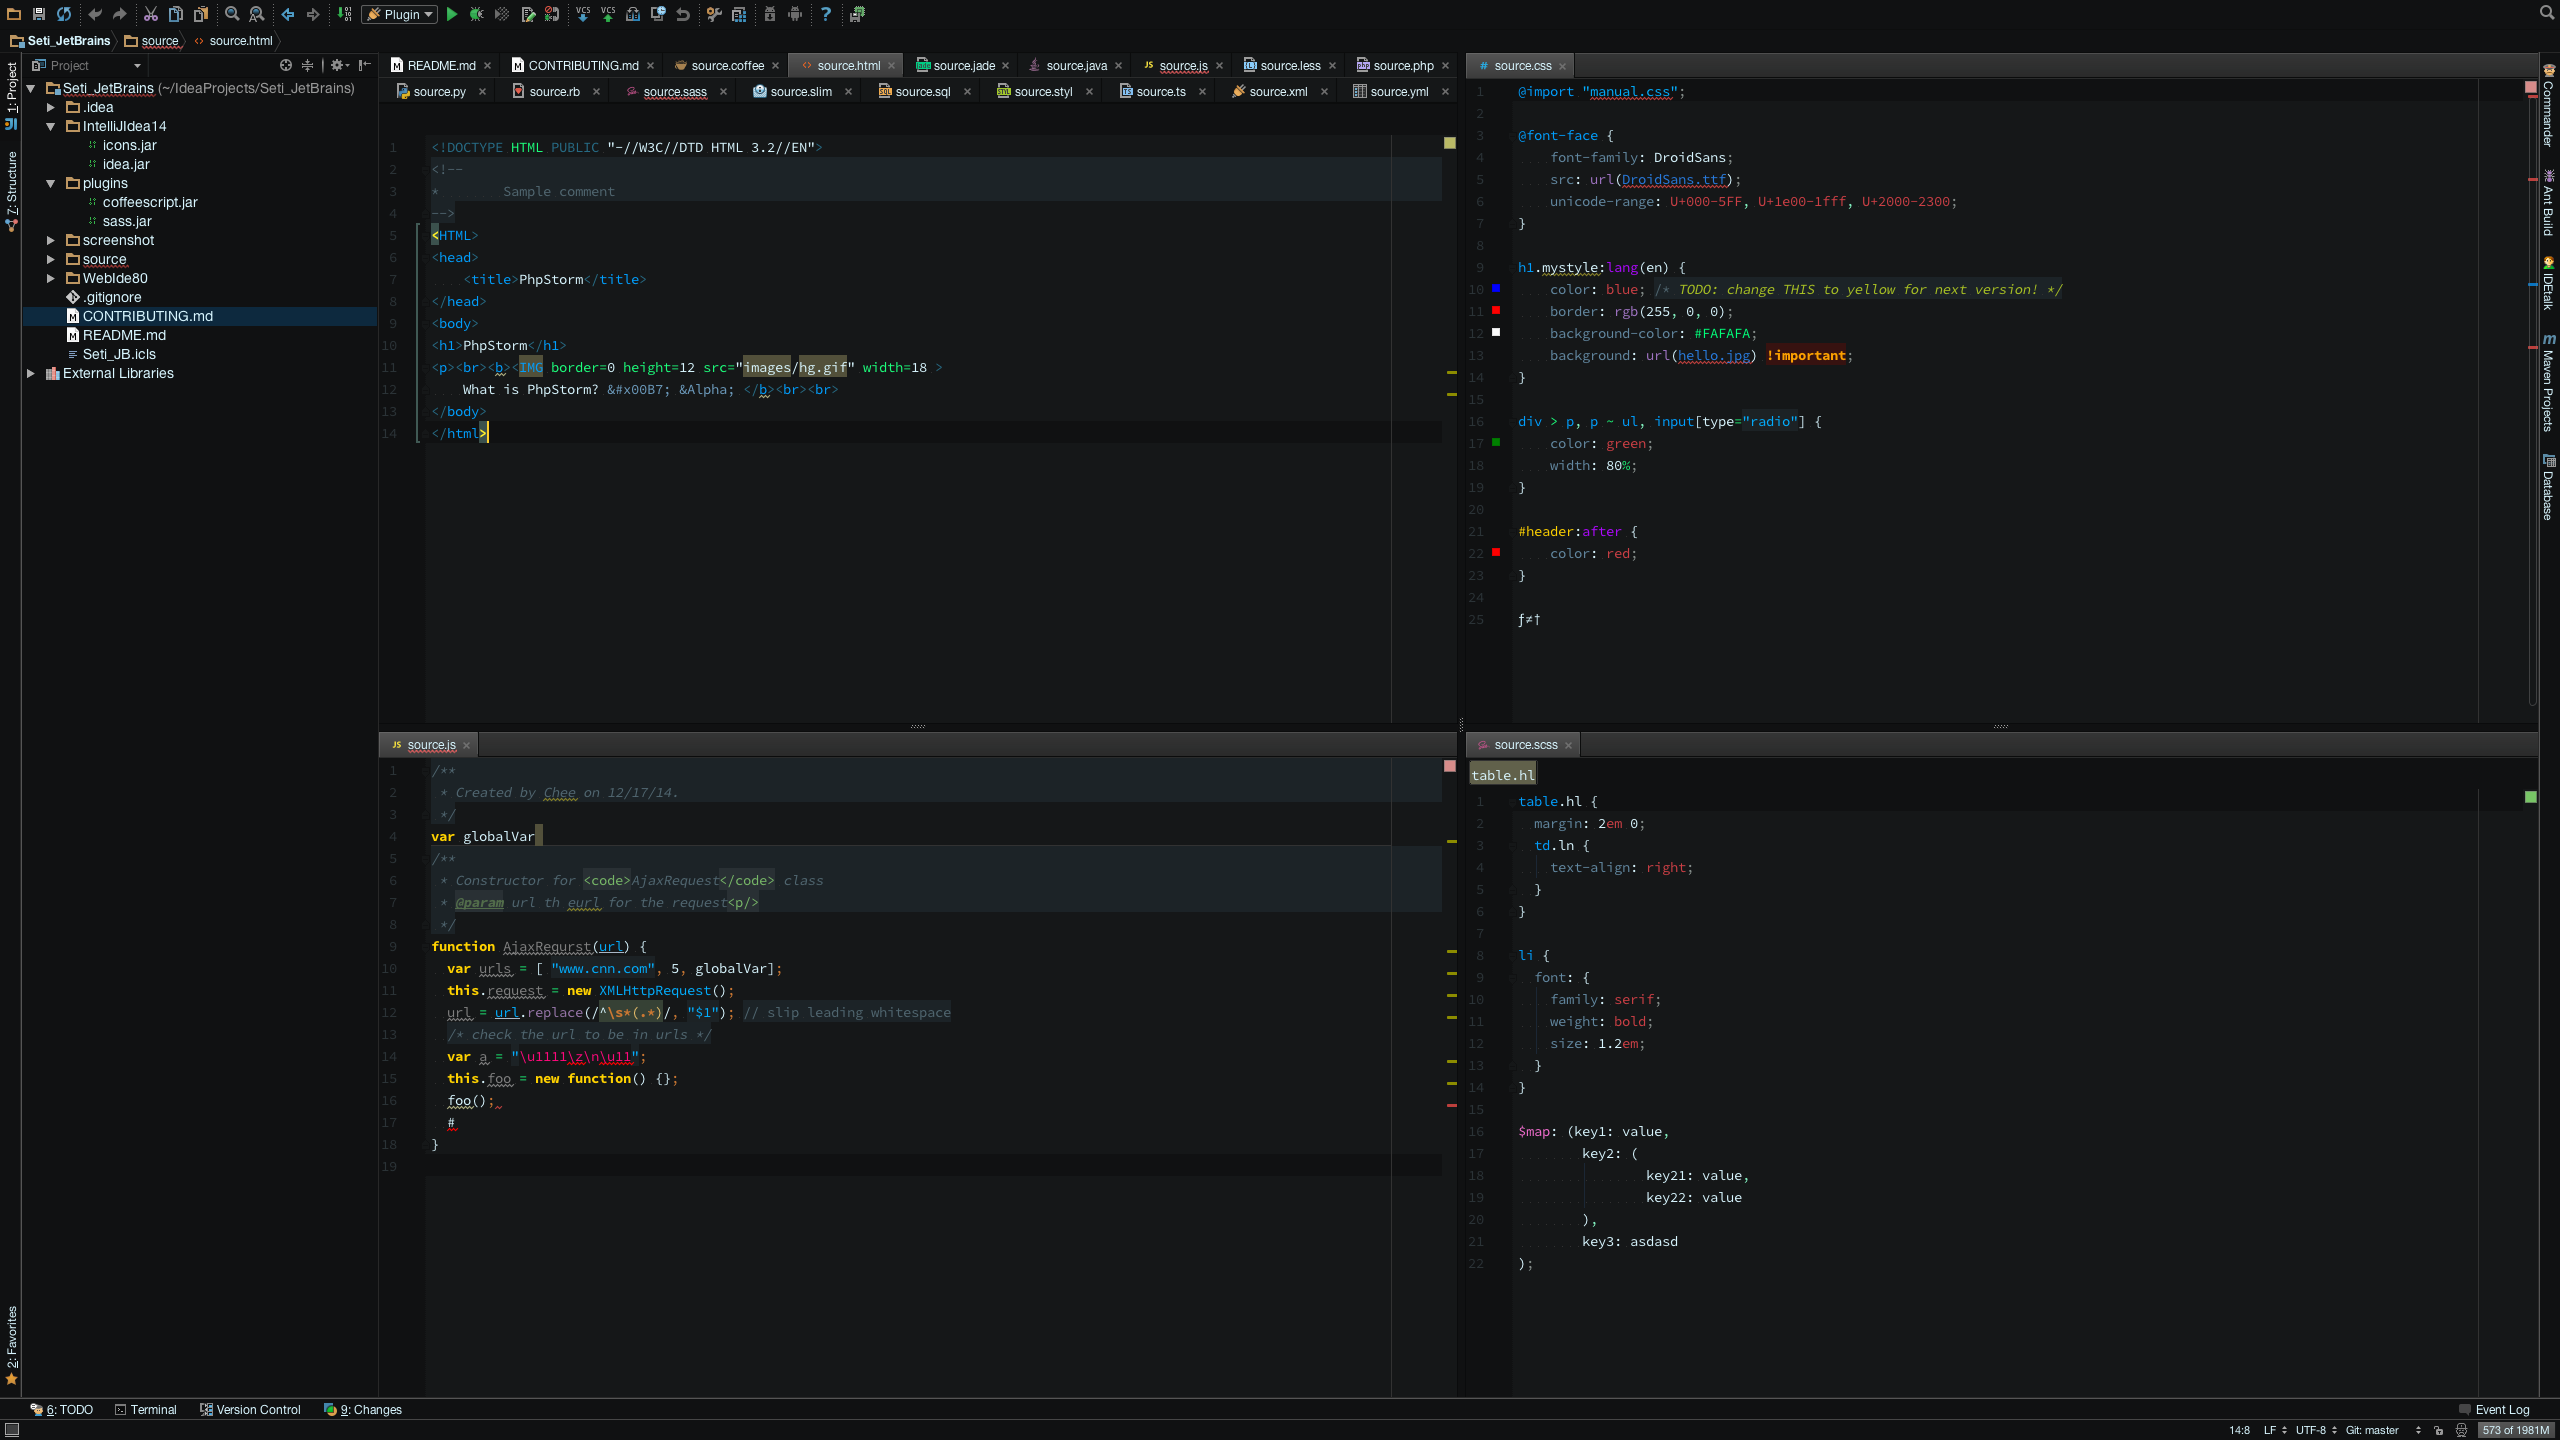 Plugin
Seti_JetBrains source source.html
1: Project
7: Structure
2: Favorites
Project
Seti_JetBrains (~/IdeaProjects/Seti_JetBrains)
.idea
IntelliJIdea14
icons.jar
idea.jar
plugins
coffeescript.jar
sass.jar
screenshot
source
WebIde80
.gitignore
CONTRIBUTING.md
README.md
Seti_JB.icls
External Libraries
README.md CONTRIBUTING.md source.coffee source.html source.jade source.java source.js source.less source.php
source.py source.rb source.sass source.slim source.sql source.styl source.ts source.xml source.yml
1 <!DOCTYPE HTML PUBLIC "-//W3C//DTD HTML 3.2//EN">
2 <!--
3 * Sample comment
4 -->
5 <HTML>
6 <head>
7 <title>PhpStorm</title>
8 </head>
9 <body>
10 <h1>PhpStorm</h1>
11 <p><br><b><IMG border=0 height=12 src="images/hg.gif" width=18 >
12 What is PhpStorm? &#x00B7; &Alpha; </b><br><br>
13 </body>
14 </html>
source.css
1 @import "manual.css";
2
3 @font-face {
4 font-family: DroidSans;
5 src: url(DroidSans.ttf);
6 unicode-range: U+000-5FF, U+1e00-1fff, U+2000-2300;
7 }
8
9 h1.mystyle:lang(en) {
10 color: blue; /* TODO: change THIS to yellow for next version! */
11 border: rgb(255, 0, 0);
12 background-color: #FAFAFA;
13 background: url(hello.jpg) !important;
14 }
15
16 div > p, p ~ ul, input[type="radio"] {
17 color: green;
18 width: 80%;
19 }
20
21 #header:after {
22 color: red;
23 }
24
25 ƒ≠†
source.js
1 /**
2 * Created by Chee on 12/17/14.
3 */
4 var globalVar
5 /**
6 * Constructor for <code>AjaxRequest</code> class
7 * @param url th eurl for the request<p/>
8 */
9 function AjaxRequrst(url) {
10 var urls = [ "www.cnn.com", 5, globalVar];
11 this.request = new XMLHttpRequest();
12 url = url.replace(/^\s*(.*)/, "$1"); // slip leading whitespace
13 /* check the url to be in urls */
14 var a = "\u1111\z\n\u11";
15 this.foo = new function() {};
16 foo();
17 #
18 }
19
source.scss
table.hl
1 table.hl {
2 margin: 2em 0;
3 td.ln {
4 text-align: right;
5 }
6 }
7
8 li {
9 font: {
10 family: serif;
11 weight: bold;
12 size: 1.2em;
13 }
14 }
15
16 $map: (key1: value,
17 key2: (
18 key21: value,
19 key22: value
20 ),
21 key3: asdasd
22 );
Commander
Ant Build
IDEtalk
Maven Projects
Database
6: TODO Terminal Version Control 9: Changes Event Log
14:8 LF UTF-8 Git: master 573 of 1981M